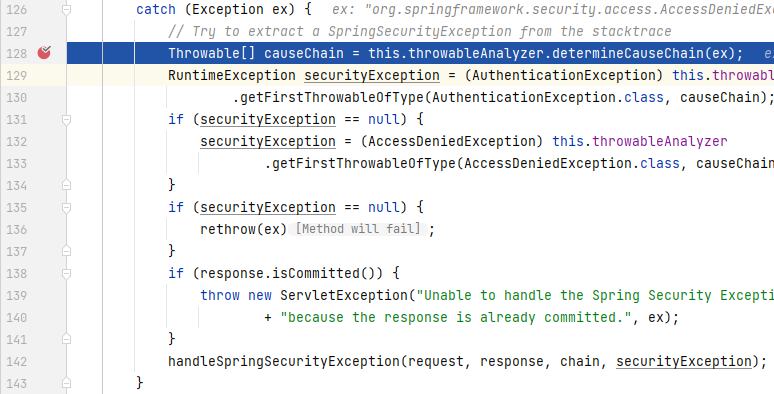 126 catch (Exception ex) { ex: "org.springframework.security.access.AccessDeniedEx
127 // Try to extract a SpringSecurityException from the stacktrace
128 Throwable[] causeChain = this.throwableAnalyzer.determineCauseChain(ex); e
129 RuntimeException securityException = (AuthenticationException) this.throwab
130 .getFirstThrowableOfType(AuthenticationException.class, causeChain);
131 if (securityException == null) {
132 securityException = (AccessDeniedException) this.throwableAnalyzer
133 .getFirstThrowableOfType(AccessDeniedException.class, causeChain
134 }
135 if (securityException == null) {
136 rethrow(ex) [Method will fail] ;
137 }
138 if (response.isCommitted()) {
139 throw new ServletException("Unable to handle the Spring Security Excepti
140 + "because the response is already committed.", ex);
141 }
142 handleSpringSecurityException(request, response, chain, securityException);
143 }